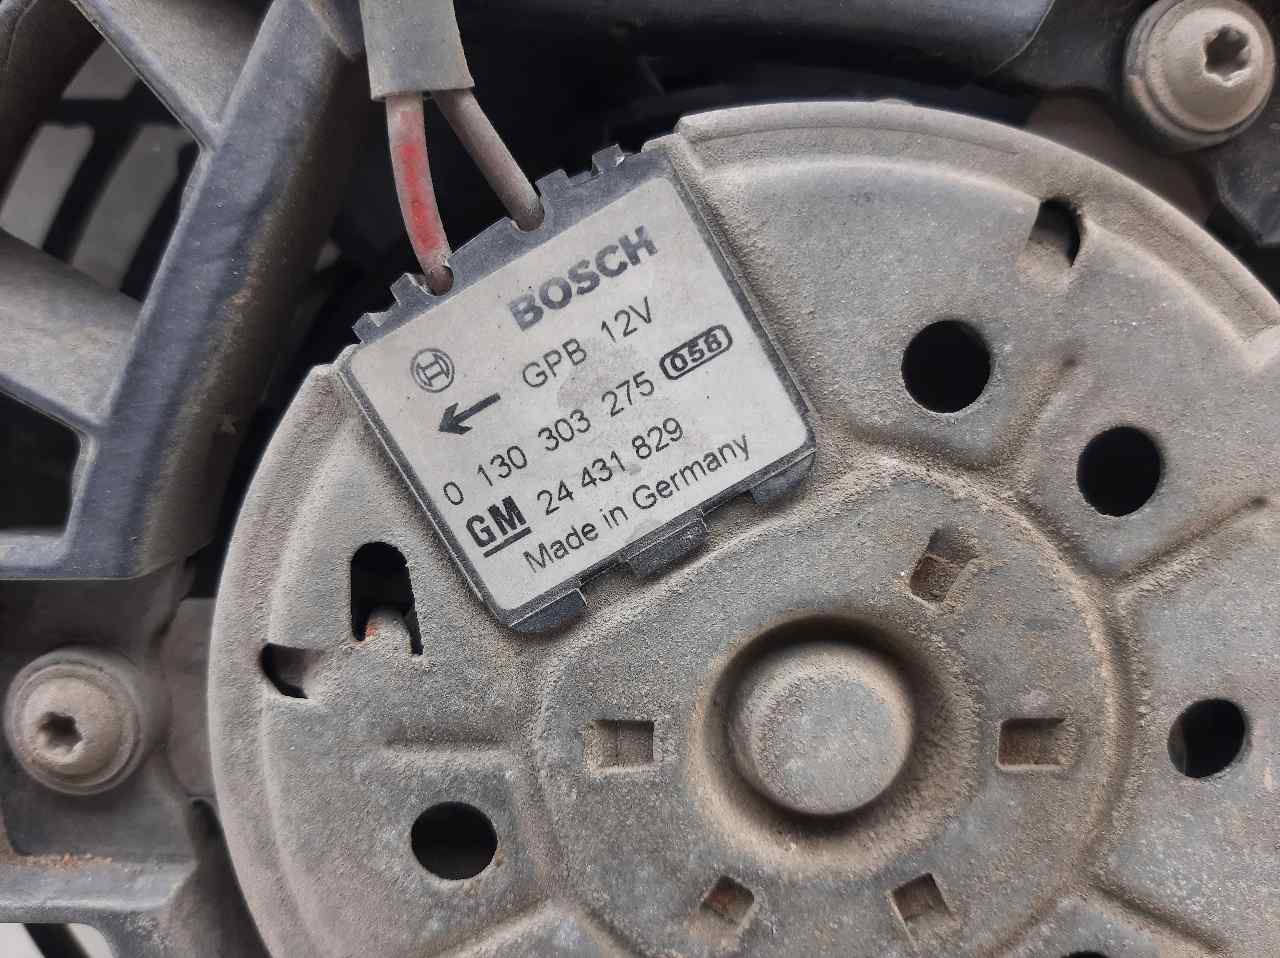 BOSCH
GPB 12V
0 130 303 275 056
GM 24 431 829
Made in Germany